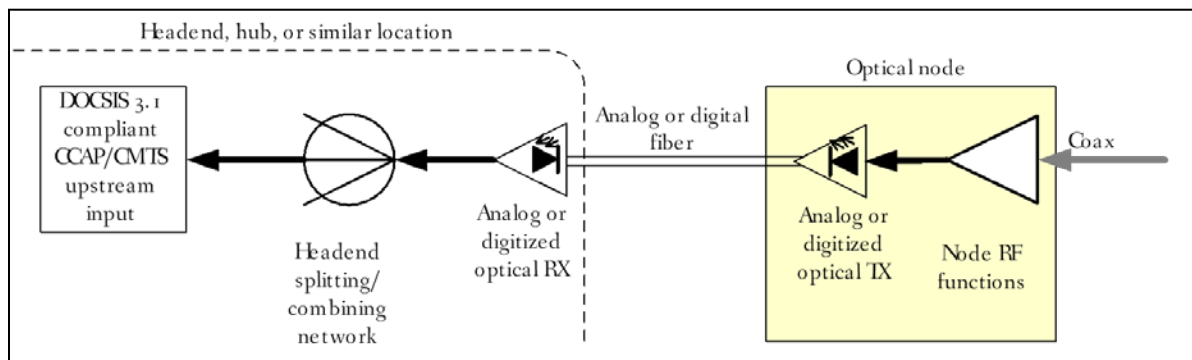 Headend, hub, or similar location
DOCSIS 3.1
compliant
CCAP/CMTS
upstream
input
Headend
splitting/
combining
network
Analog or
digitized
optical RX
Analog or digital
fiber
Optical node
Analog or
digitized
optical TX
Node RF
functions
Coax